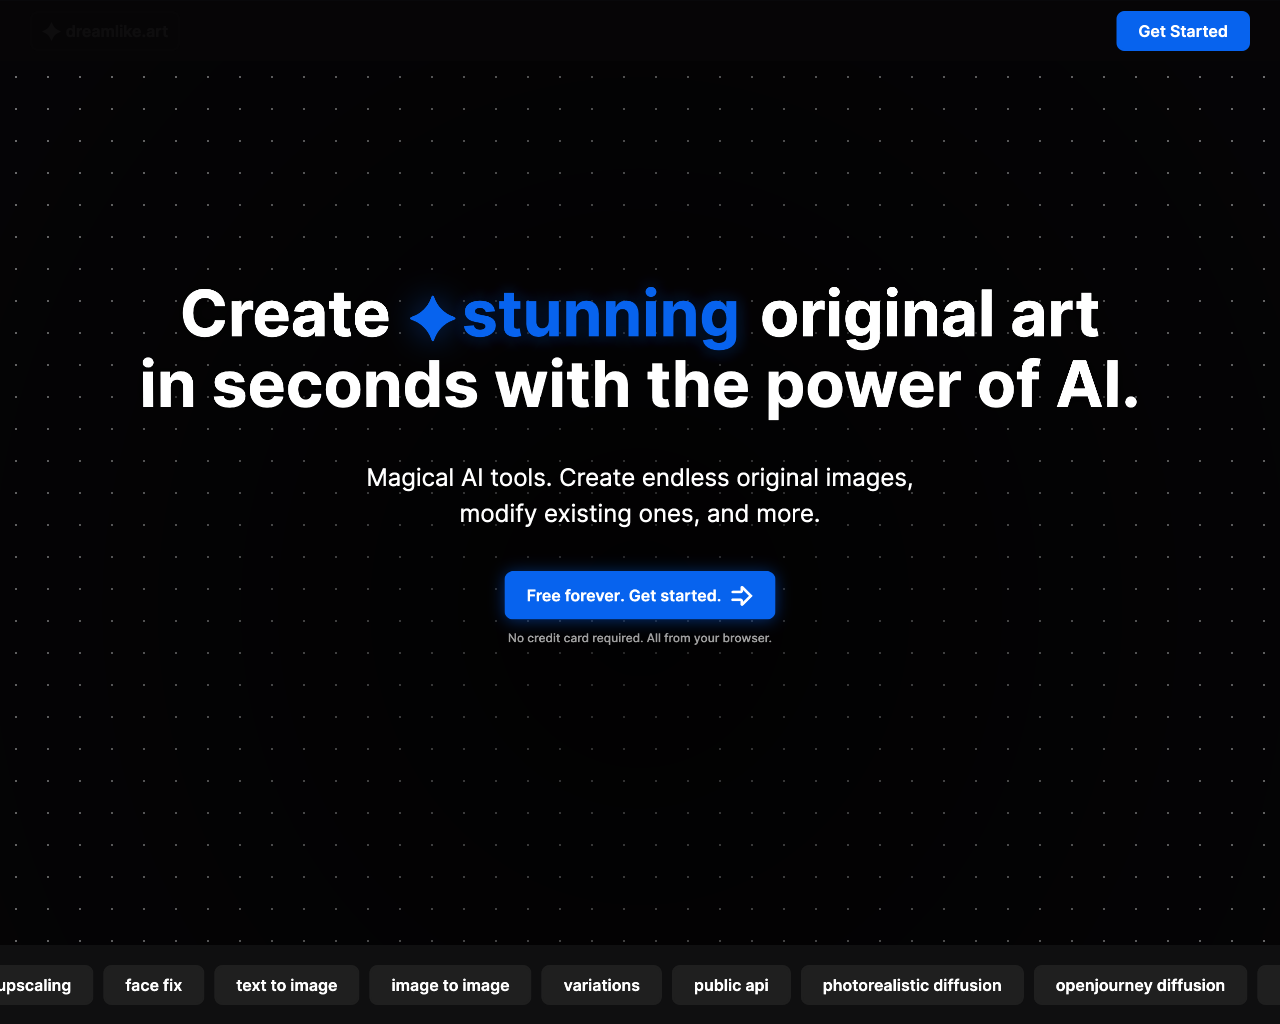 dreamlike.art
Get Started
Create stunning original art
in seconds with the power of AI.
Magical AI tools. Create endless original images,
modify existing ones, and more.
Free forever. Get started.
No credit card required. All from your browser.
upscaling
face fix
text to image
image to image
variations
public api
photorealistic diffusion
openjourney diffusion